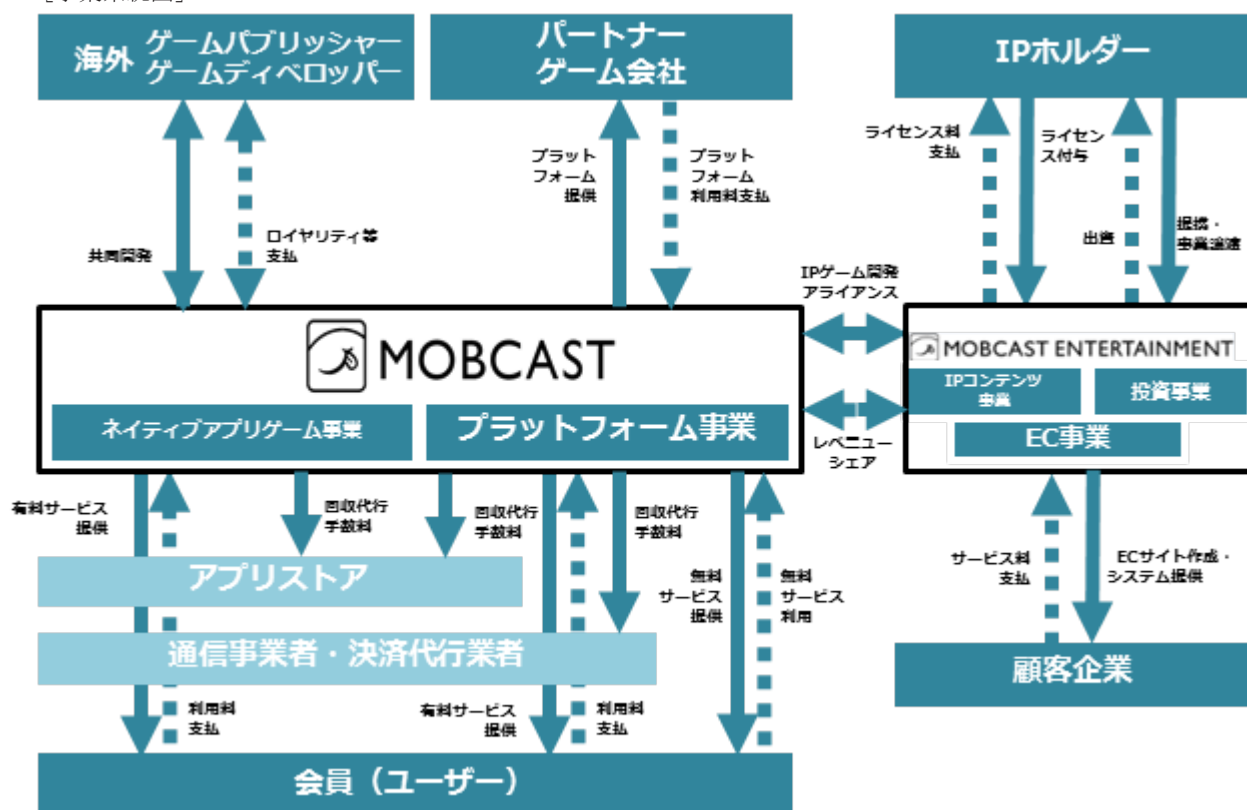 海外 ゲームパブリッシャー
ゲームディベロッパー
パートナー
ゲーム会社
IPホルダー
共同開発
ロイヤリティ等
支払
プラット
フォーム
提供
プラット
フォーム
利用料支払
ライセンス料
支払
ライセン
ス付与
出資
提携・
事業譲渡
IPゲーム開発
アライアンス
レベニュー
シェア
MOBCAST
ネイティブアプリゲーム事業
プラットフォーム事業
MOBCAST ENTERTAINMENT
IPコンテンツ
事業
投資事業
EC事業
有料サービス
提供
回収代行
手数料
回収代行
手数料
回収代行
手数料
無料
サービス
提供
無料
サービス
利用
サービス料
支払
ECサイト作成・
システム提供
アプリストア
通信事業者・決済代行業者
利用料
支払
有料サービス
提供
利用料
支払
顧客企業
会員（ユーザー）